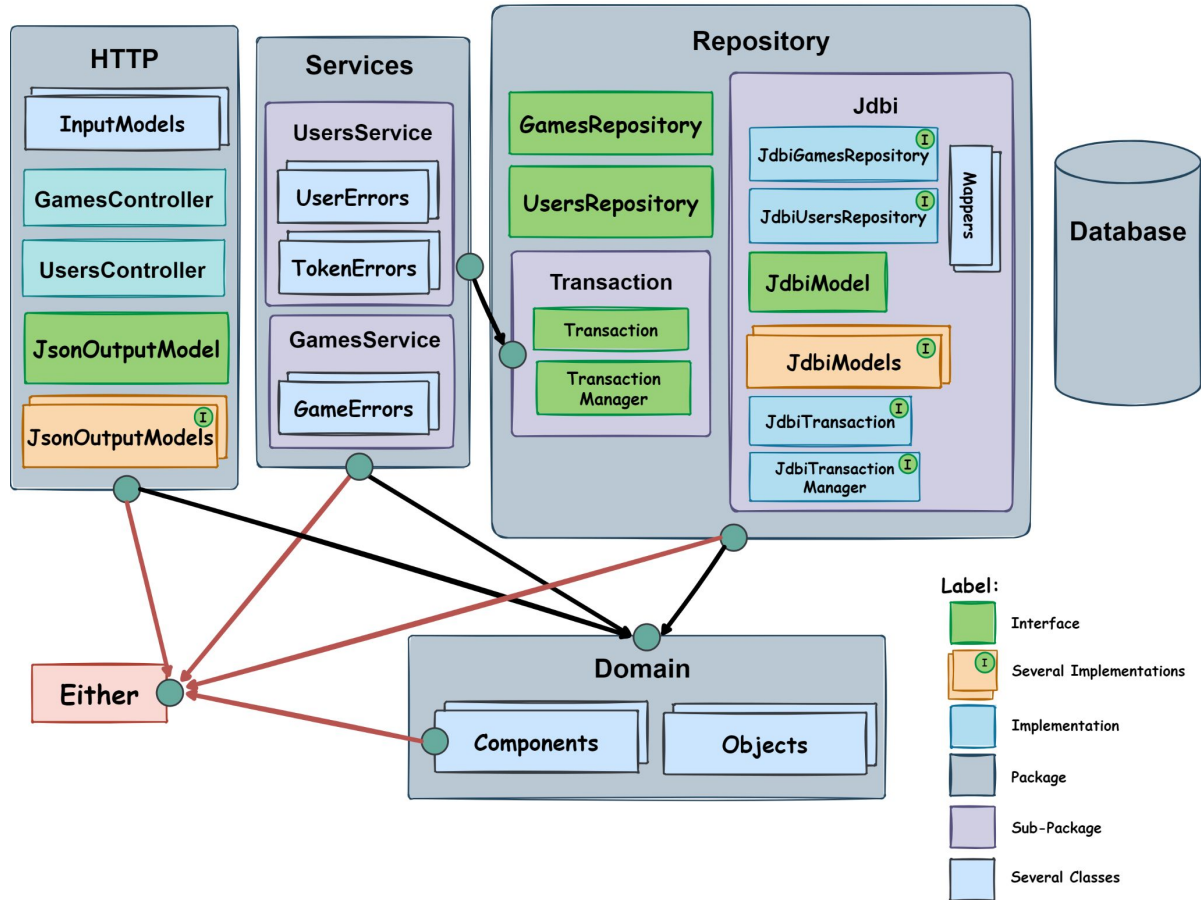 HTTP
InputModels
GamesController
UsersController
JsonOutputModel
JsonOutputModels
I
Services
UsersService
UserErrors
TokenErrors
GamesService
GameErrors
Repository
GamesRepository
UsersRepository
Transaction
Transaction
Transaction
Manager
Jdbi
JdbiGamesRepository
I
JdbiUsersRepository
I
Mappers
JdbiModel
JdbiModels
I
JdbiTransaction
I
JdbiTransaction
Manager
I
Database
Either
Domain
Components
Objects
Label:
Interface
I
Several Implementations
Implementation
Package
Sub-Package
Several Classes